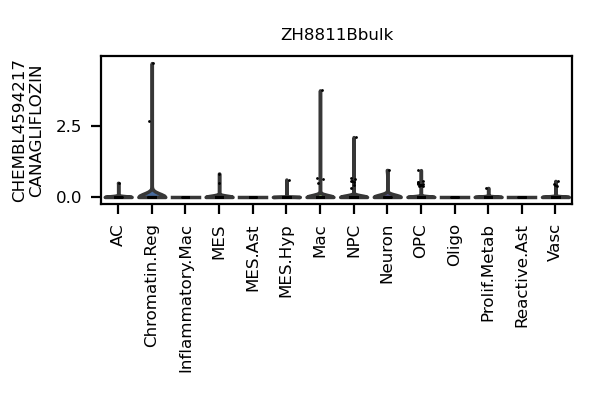 ZH8811Bbulk
CHEMBL4594217
CANAGLIFLOZIN
2.5
0.0
AC
Chromatin.Reg
Inflammatory.Mac
MES
MES.Ast
MES.Hyp
Mac
NPC
Neuron
OPC
Oligo
Prolif.Metab
Reactive.Ast
Vasc